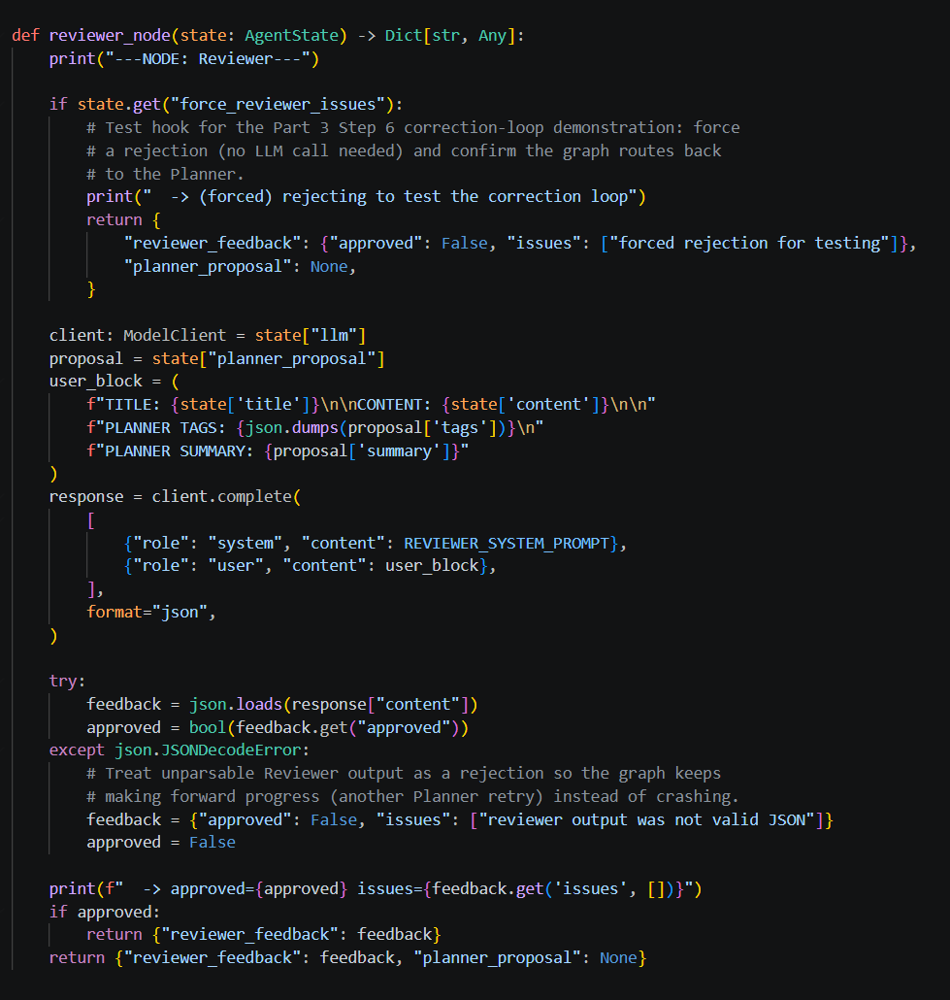 def reviewer_node(state: AgentState) -> Dict[str, Any]:
    print("---NODE: Reviewer---")

    if state.get("force_reviewer_issues"):
        # Test hook for the Part 3 Step 6 correction-loop demonstration: force
        # a rejection (no LLM call needed) and confirm the graph routes back
        # to the Planner.
        print("  -> (forced) rejecting to test the correction loop")
        return {
            "reviewer_feedback": {"approved": False, "issues": ["forced rejection for testing"]},
            "planner_proposal": None,
        }

    client: ModelClient = state["llm"]
    proposal = state["planner_proposal"]
    user_block = (
        f"TITLE: {state['title']}\n\nCONTENT: {state['content']}\n\n"
        f"PLANNER TAGS: {json.dumps(proposal['tags'])}\n"
        f"PLANNER SUMMARY: {proposal['summary']}"
    )
    response = client.complete(
        [
            {"role": "system", "content": REVIEWER_SYSTEM_PROMPT},
            {"role": "user", "content": user_block},
        ],
        format="json",
    )

    try:
        feedback = json.loads(response["content"])
        approved = bool(feedback.get("approved"))
    except json.JSONDecodeError:
        # Treat unparsable Reviewer output as a rejection so the graph keeps
        # making forward progress (another Planner retry) instead of crashing.
        feedback = {"approved": False, "issues": ["reviewer output was not valid JSON"]}
        approved = False

    print(f"  -> approved={approved} issues={feedback.get('issues', [])}")
    if approved:
        return {"reviewer_feedback": feedback}
    return {"reviewer_feedback": feedback, "planner_proposal": None}